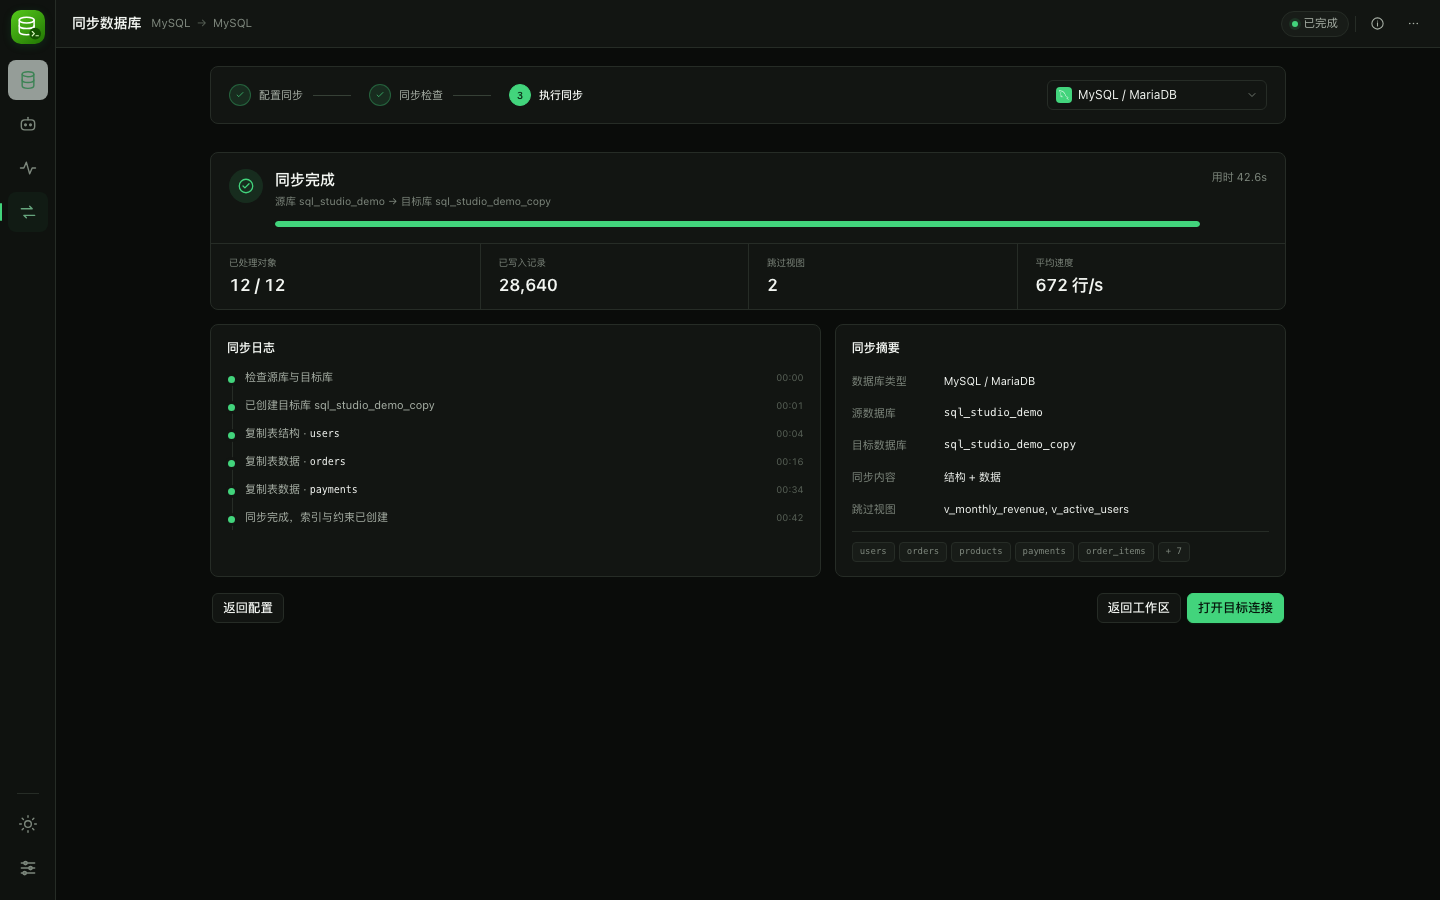 同步数据库 MySQL → MySQL
已完成
配置同步
同步检查
3 执行同步
MySQL / MariaDB
同步完成
用时 42.6s
源库 sql_studio_demo → 目标库 sql_studio_demo_copy
已处理对象
12 / 12
已写入记录
28,640
跳过视图
2
平均速度
672 行/s
同步日志
检查源库与目标库 00:00
已创建目标库 sql_studio_demo_copy 00:01
复制表结构 · users 00:04
复制表数据 · orders 00:16
复制表数据 · payments 00:34
同步完成，索引与约束已创建 00:42
同步摘要
数据库类型 MySQL / MariaDB
源数据库 sql_studio_demo
目标数据库 sql_studio_demo_copy
同步内容 结构 + 数据
跳过视图 v_monthly_revenue, v_active_users
users orders products payments order_items + 7
返回配置
返回工作区
打开目标连接